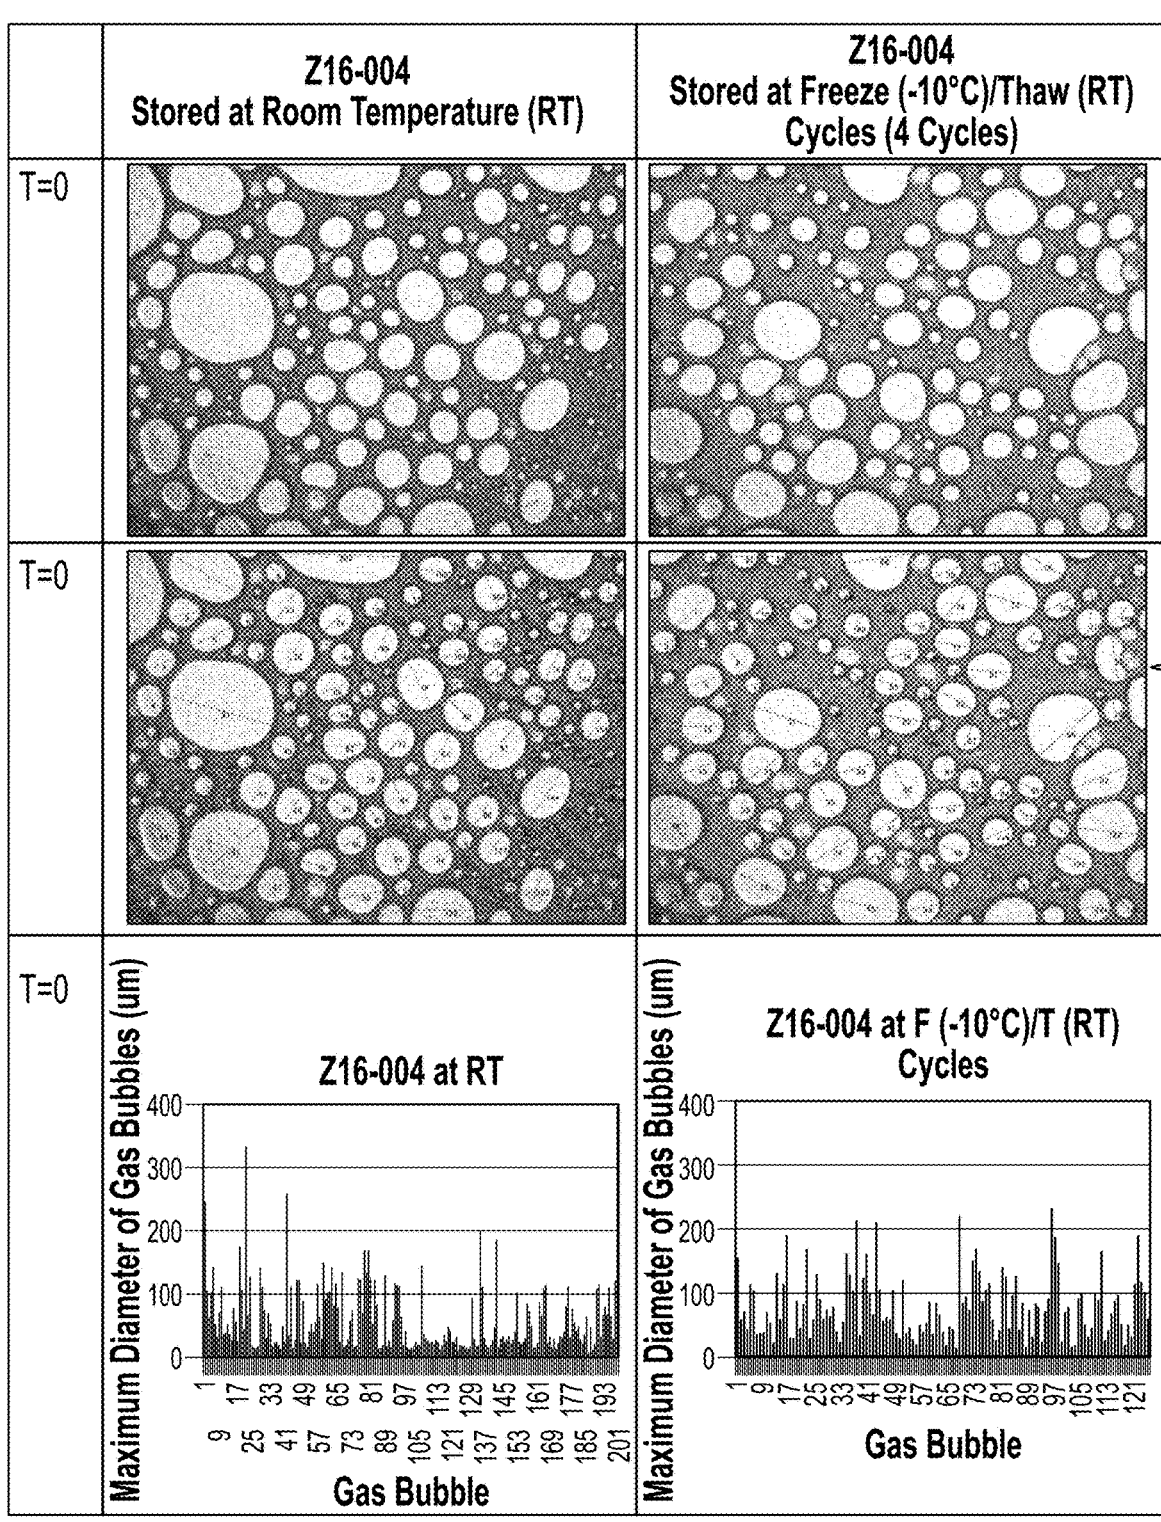 Z16-004
Stored at Room Temperature (RT)
Z16-004
Stored at Freeze (-10°C)/Thaw (RT)
Cycles (4 Cycles)
T=0
T=0
T=0
Maximum Diameter of Gas Bubbles (um)
Z16-004 at RT
400
300
200
100
0
1 17 33 49 65 81 97 113 129 145 161 177 193
9 25 41 57 73 89 105 121 137 153 169 185 201
Gas Bubble
Maximum Diameter of Gas Bubbles (um)
Z16-004 at F (-10°C)/T (RT)
Cycles
400
300
200
100
0
1 9 17 25 33 41 49 57 65 73 81 89 97 105 113 121
Gas Bubble